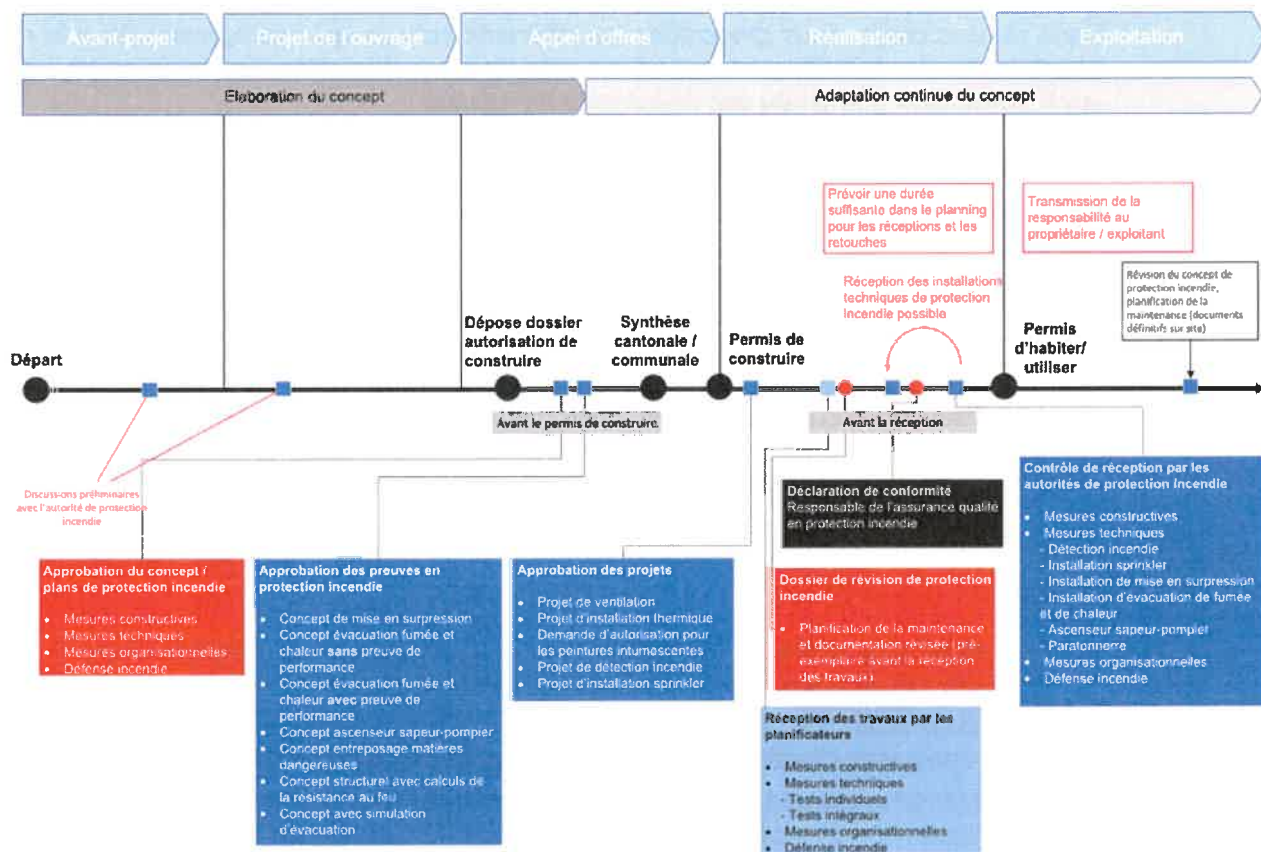 Avant-projet
Projet de l'ouvrage
Appel d'offres
Réalisation
Exploitation
Elaboration du concept
Adaptation continue du concept
Prévoir une durée
suffisante dans le planning
pour les réceptions et les
retouches
Transmission de la
responsabilité au
propriétaire / exploitant
Réception des installations
techniques de protection
incendie possible
Révision du concept de
protection incendie,
planification de la
maintenance (documents
définitifs sur site)
Départ
Dépose dossier
autorisation de
construire
Synthèse
cantonale /
communale
Permis de
construire
Permis
d'habiter/
utiliser
Avant le permis de construire.
Avant la réception
Discussions préliminaires
avec l'autorité de protection
incendie
Approbation du concept /
plans de protection incendie
• Mesures constructives
• Mesures techniques
• Mesures organisationnelles
• Défense incendie
Approbation des preuves en
protection incendie
• Concept de mise en surpression
• Concept évacuation fumée et
chaleur sans preuve de
performance
• Concept évacuation fumée et
chaleur avec preuve de
performance
• Concept ascenseur sapeur-pompier
• Concept entreposage matières
dangereuses
• Concept structurel avec calculs de
la résistance au feu
• Concept avec simulation
d'évacuation
Approbation des projets
• Projet de ventilation
• Projet d'installation thermique
• Demande d'autorisation pour
les peintures intumescentes
• Projet de détection incendie
• Projet d'installation sprinkler
Déclaration de conformité
Responsable de l'assurance qualité
en protection incendie
Dossier de révision de protection
incendie
• Planification de la maintenance
et documentation révisée (pré-
exemplaire avant la réception
des travaux)
Réception des travaux par les
planificateurs
• Mesures constructives
• Mesures techniques
- Tests individuels
- Tests intégraux
• Mesures organisationnelles
• Défense incendie
Contrôle de réception par les
autorités de protection Incendie
• Mesures constructives
• Mesures techniques
- Détection incendie
- Installation sprinkler
- Installation de mise en surpression
- Installation d'évacuation de fumée
et de chaleur
- Ascenseur sapeur-pompier
- Paratonnerre
• Mesures organisationnelles
• Défense incendie